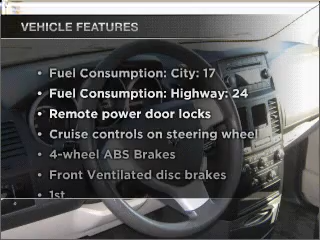 VEHICLE FEATURES
• Fuel Consumption: City: 17
• Fuel Consumption: Highway: 24
• Remote power door locks
• Cruise controls on steering wheel
• 4-wheel ABS Brakes
• Front Ventilated disc brakes
• 1st